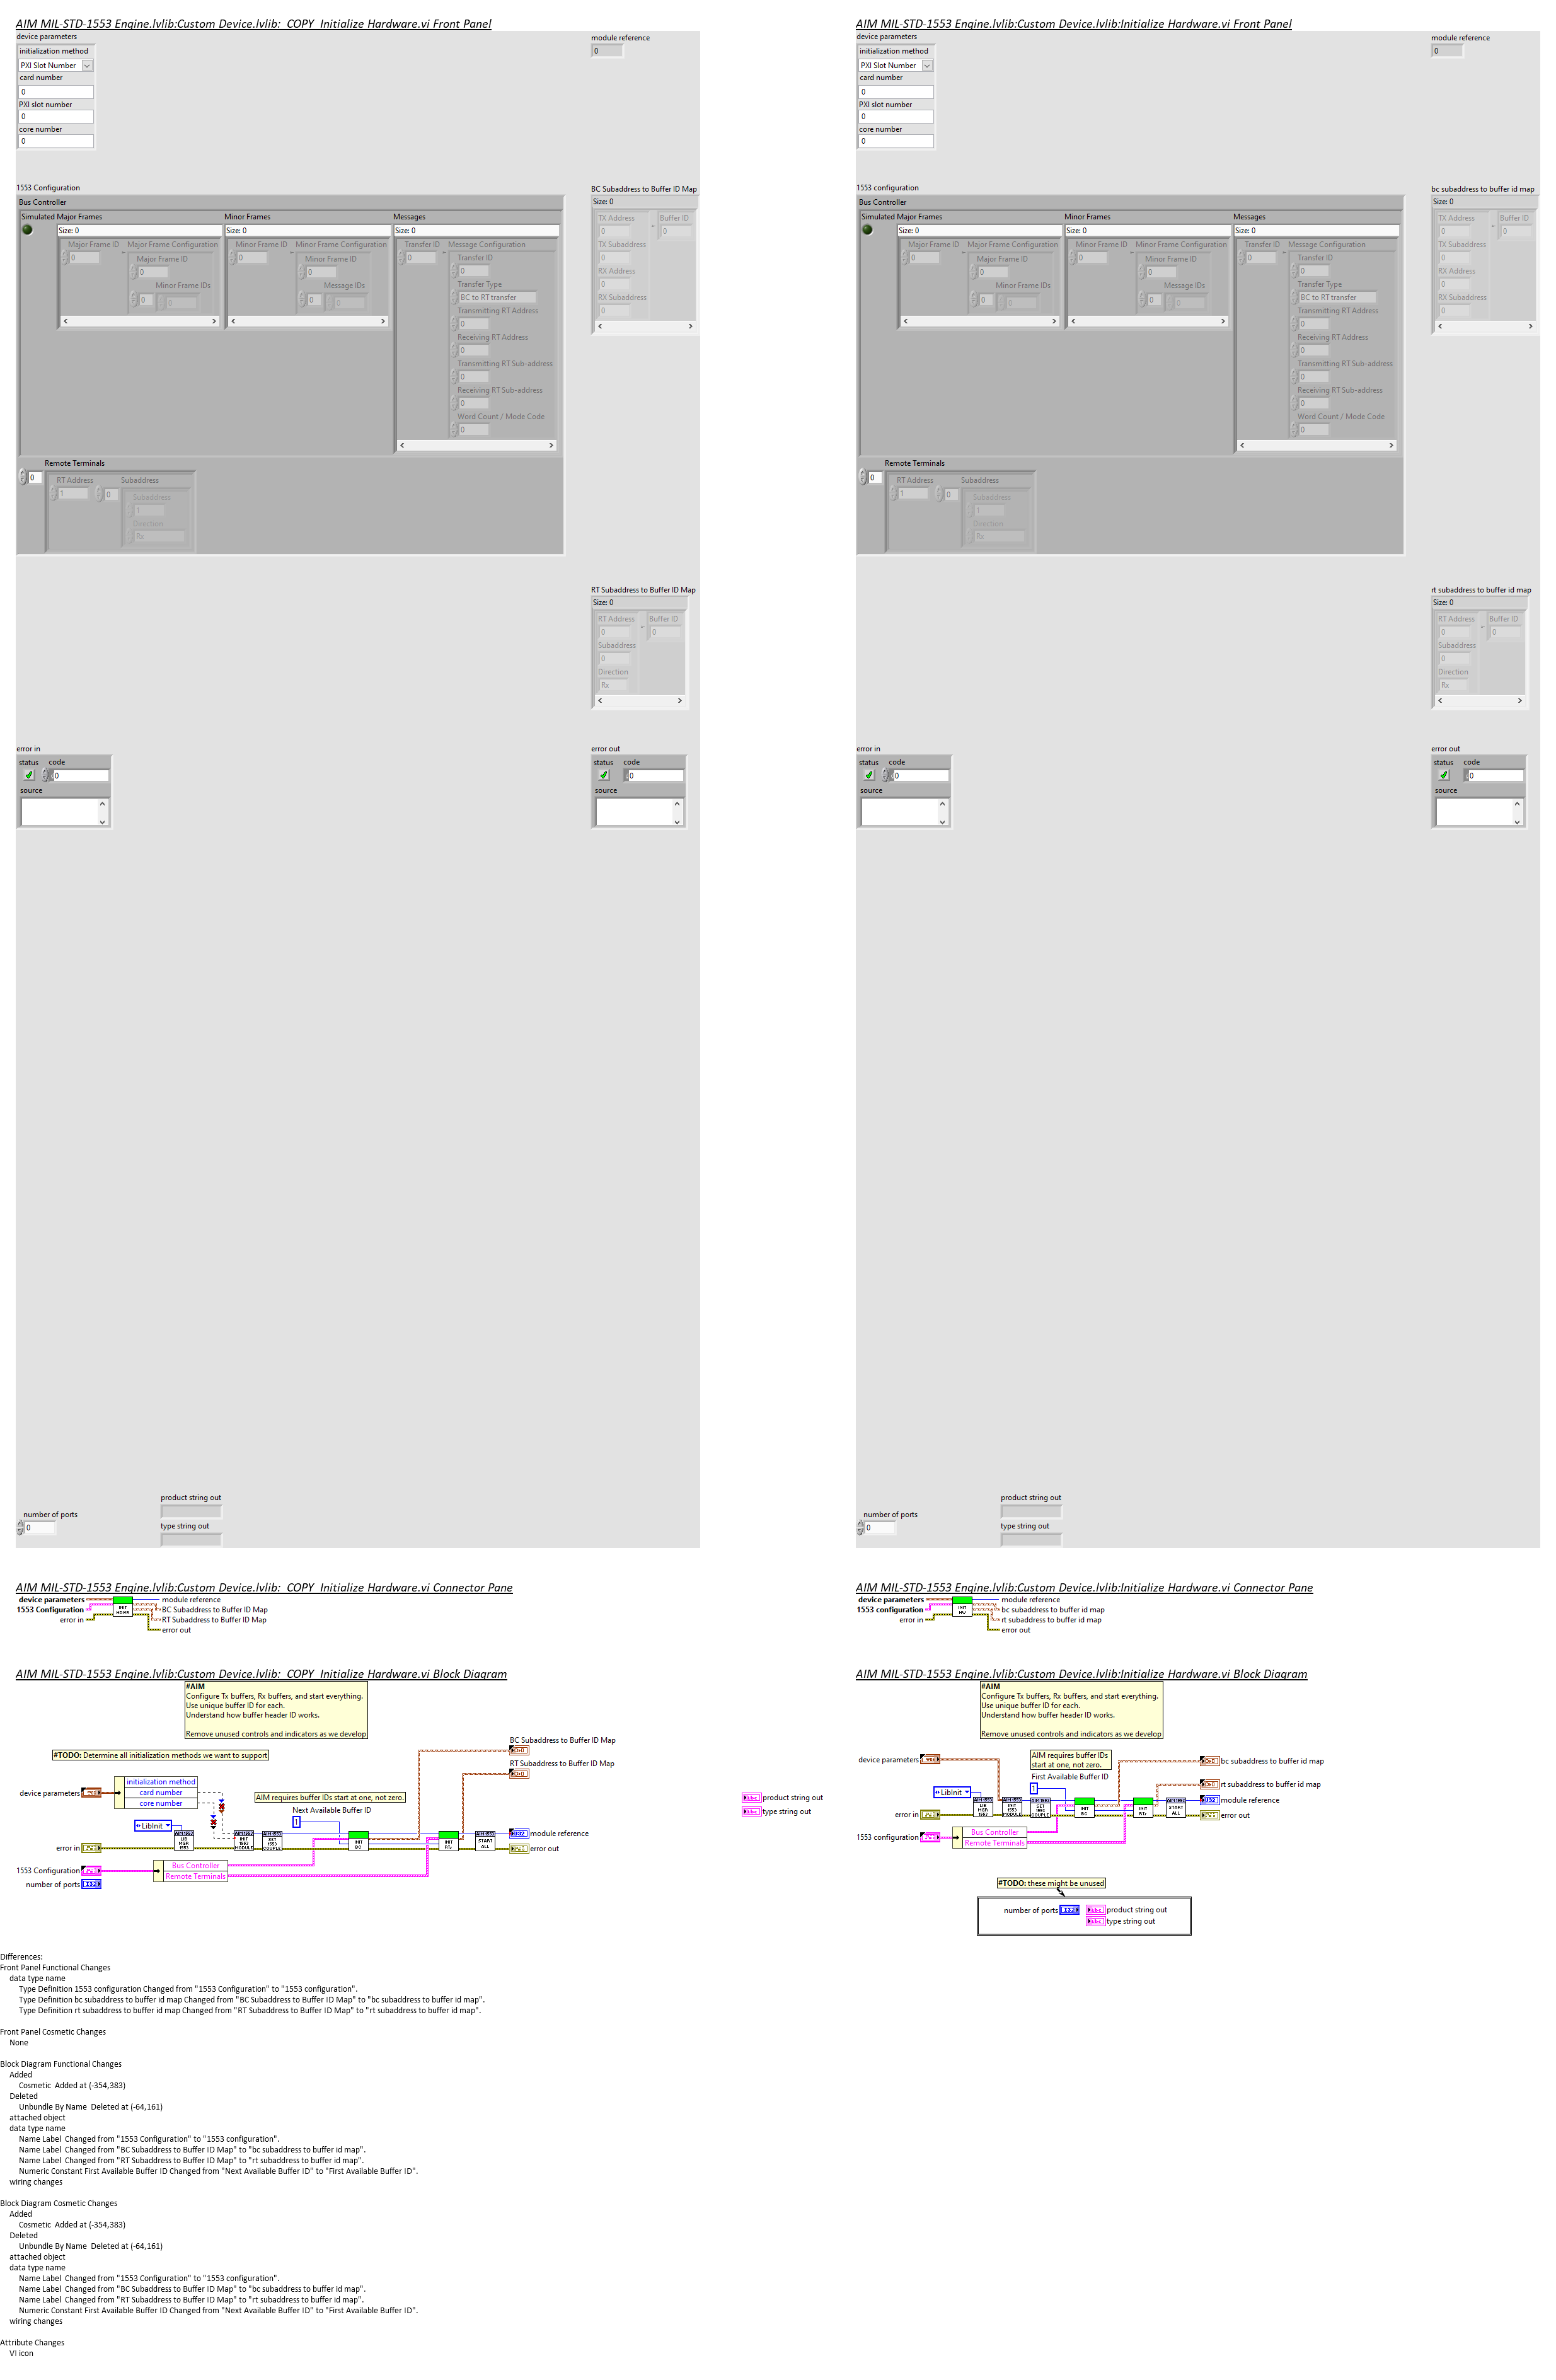 AIM MIL-STD-1553 Engine.lvlib:Custom Device.lvlib:_COPY_Initialize Hardware.vi Front Panel
device parameters
initialization method
PXI Slot Number
card number
0
PXI slot number
0
core number
0
module reference
0
1553 Configuration
Bus Controller
Simulated Major Frames
Minor Frames
Messages
Size: 0
Size: 0
Size: 0
Major Frame ID
Major Frame Configuration
0
Major Frame ID
0
Minor Frame IDs
0
0
Minor Frame ID
Minor Frame Configuration
0
Minor Frame ID
0
Message IDs
0
0
Transfer ID
Message Configuration
0
Transfer ID
0
Transfer Type
BC to RT transfer
Transmitting RT Address
0
Receiving RT Address
0
Transmitting RT Sub-address
0
Receiving RT Sub-address
0
Word Count / Mode Code
0
Remote Terminals
0
RT Address
Subaddress
1
0
Subaddress
1
Direction
Rx
BC Subaddress to Buffer ID Map
Size: 0
TX Address
Buffer ID
0
0
TX Subaddress
0
RX Address
0
RX Subaddress
0
RT Subaddress to Buffer ID Map
Size: 0
RT Address
Buffer ID
0
0
Subaddress
0
Direction
Rx
error in
status code
0
source
error out
status code
0
source
number of ports
0
product string out
type string out
AIM MIL-STD-1553 Engine.lvlib:Custom Device.lvlib:Initialize Hardware.vi Front Panel
device parameters
initialization method
PXI Slot Number
card number
0
PXI slot number
0
core number
0
module reference
0
1553 configuration
Bus Controller
Simulated Major Frames
Minor Frames
Messages
Size: 0
Size: 0
Size: 0
Major Frame ID
Major Frame Configuration
0
Major Frame ID
0
Minor Frame IDs
0
0
Minor Frame ID
Minor Frame Configuration
0
Minor Frame ID
0
Message IDs
0
0
Transfer ID
Message Configuration
0
Transfer ID
0
Transfer Type
BC to RT transfer
Transmitting RT Address
0
Receiving RT Address
0
Transmitting RT Sub-address
0
Receiving RT Sub-address
0
Word Count / Mode Code
0
Remote Terminals
0
RT Address
Subaddress
1
0
Subaddress
1
Direction
Rx
bc subaddress to buffer id map
Size: 0
TX Address
Buffer ID
0
0
TX Subaddress
0
RX Address
0
RX Subaddress
0
rt subaddress to buffer id map
Size: 0
RT Address
Buffer ID
0
0
Subaddress
0
Direction
Rx
error in
status code
0
source
error out
status code
0
source
number of ports
0
product string out
type string out
AIM MIL-STD-1553 Engine.lvlib:Custom Device.lvlib:_COPY_Initialize Hardware.vi Connector Pane
device parameters
1553 Configuration
error in
INIT
HDWR
module reference
BC Subaddress to Buffer ID Map
RT Subaddress to Buffer ID Map
error out
AIM MIL-STD-1553 Engine.lvlib:Custom Device.lvlib:Initialize Hardware.vi Connector Pane
device parameters
1553 configuration
error in
INIT
HW
module reference
bc subaddress to buffer id map
rt subaddress to buffer id map
error out
AIM MIL-STD-1553 Engine.lvlib:Custom Device.lvlib:_COPY_Initialize Hardware.vi Block Diagram
#AIM
Configure Tx buffers, Rx buffers, and start everything.
Use unique buffer ID for each.
Understand how buffer header ID works.
Remove unused controls and indicators as we develop
#TODO: Determine all initialization methods we want to support
BC Subaddress to Buffer ID Map
RT Subaddress to Buffer ID Map
device parameters
initialization method
card number
core number
AIM requires buffer IDs start at one, not zero.
Next Available Buffer ID
1
LibInit
error in
AIM1553
LIB
MGR
1553
AIM1553
INIT
1553
MODULE
AIM1553
SET
1553
COUPLE
INIT
BC
INIT
RTs
AIM1553
START
ALL
module reference
error out
1553 Configuration
Bus Controller
Remote Terminals
number of ports
product string out
type string out
AIM MIL-STD-1553 Engine.lvlib:Custom Device.lvlib:Initialize Hardware.vi Block Diagram
#AIM
Configure Tx buffers, Rx buffers, and start everything.
Use unique buffer ID for each.
Understand how buffer header ID works.
Remove unused controls and indicators as we develop
device parameters
AIM requires buffer IDs
start at one, not zero.
First Available Buffer ID
1
LibInit
error in
AIM1553
LIB
MGR
1553
AIM1553
INIT
1553
MODULE
AIM1553
SET
1553
COUPLE
INIT
BC
INIT
RTs
AIM1553
START
ALL
bc subaddress to buffer id map
rt subaddress to buffer id map
module reference
error out
1553 configuration
Bus Controller
Remote Terminals
#TODO: these might be unused
number of ports
product string out
type string out
Differences:
Front Panel Functional Changes
data type name
Type Definition 1553 configuration Changed from "1553 Configuration" to "1553 configuration".
Type Definition bc subaddress to buffer id map Changed from "BC Subaddress to Buffer ID Map" to "bc subaddress to buffer id map".
Type Definition rt subaddress to buffer id map Changed from "RT Subaddress to Buffer ID Map" to "rt subaddress to buffer id map".
Front Panel Cosmetic Changes
None
Block Diagram Functional Changes
Added
Cosmetic Added at (-354,383)
Deleted
Unbundle By Name Deleted at (-64,161)
attached object
data type name
Name Label Changed from "1553 Configuration" to "1553 configuration".
Name Label Changed from "BC Subaddress to Buffer ID Map" to "bc subaddress to buffer id map".
Name Label Changed from "RT Subaddress to Buffer ID Map" to "rt subaddress to buffer id map".
Numeric Constant First Available Buffer ID Changed from "Next Available Buffer ID" to "First Available Buffer ID".
wiring changes
Block Diagram Cosmetic Changes
Added
Cosmetic Added at (-354,383)
Deleted
Unbundle By Name Deleted at (-64,161)
attached object
data type name
Name Label Changed from "1553 Configuration" to "1553 configuration".
Name Label Changed from "BC Subaddress to Buffer ID Map" to "bc subaddress to buffer id map".
Name Label Changed from "RT Subaddress to Buffer ID Map" to "rt subaddress to buffer id map".
Numeric Constant First Available Buffer ID Changed from "Next Available Buffer ID" to "First Available Buffer ID".
wiring changes
Attribute Changes
VI icon